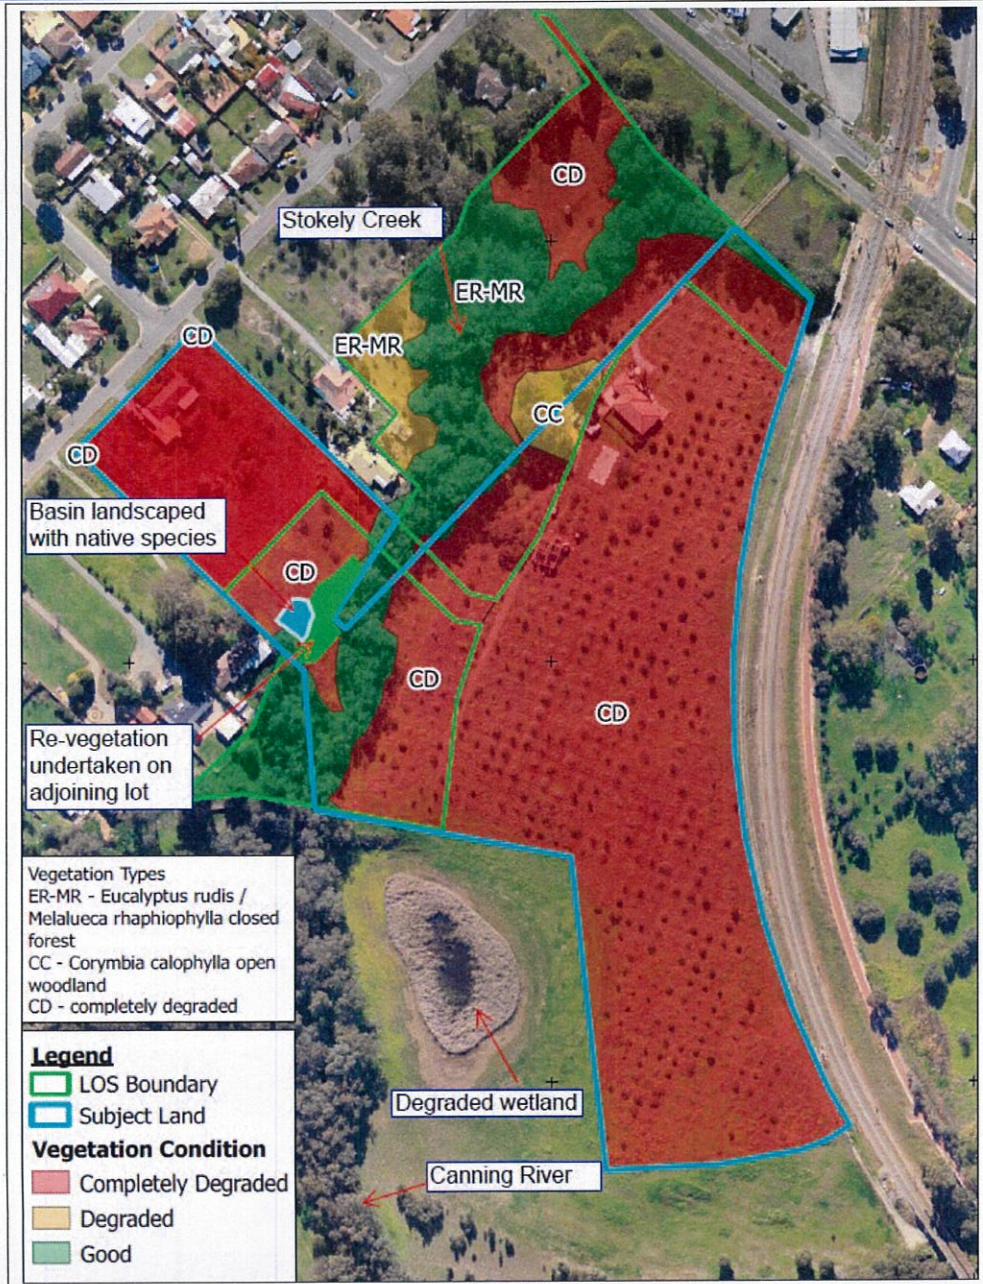 CD
Stokely Creek
ER-MR
ER-MR
CD
CC
CD
Basin landscaped
with native species
CD
CD
CD
Re-vegetation
undertaken on
adjoining lot
Vegetation Types
ER-MR - Eucalyptus rudis /
Melalueca rhaphiophylla closed
forest
CC - Corymbia calophylla open
woodland
CD - completely degraded
Legend
LOS Boundary
Subject Land
Vegetation Condition
Completely Degraded
Degraded
Good
Degraded wetland
Canning River